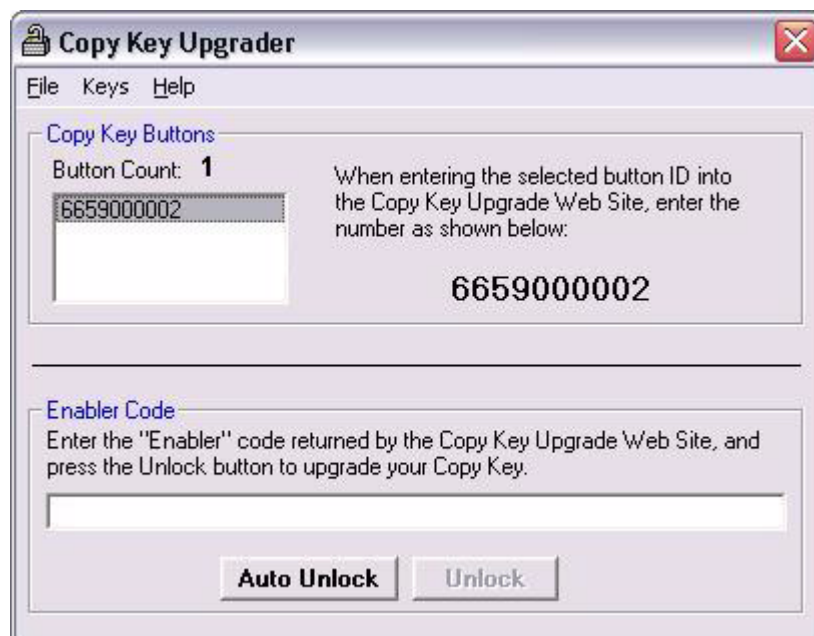 Copy Key Upgrader
File Keys Help
Copy Key Buttons
Button Count: 1
6659000002
When entering the selected button ID into
the Copy Key Upgrade Web Site, enter the
number as shown below:
6659000002
Enabler Code
Enter the "Enabler" code returned by the Copy Key Upgrade Web Site, and
press the Unlock button to upgrade your Copy Key.
Auto Unlock Unlock